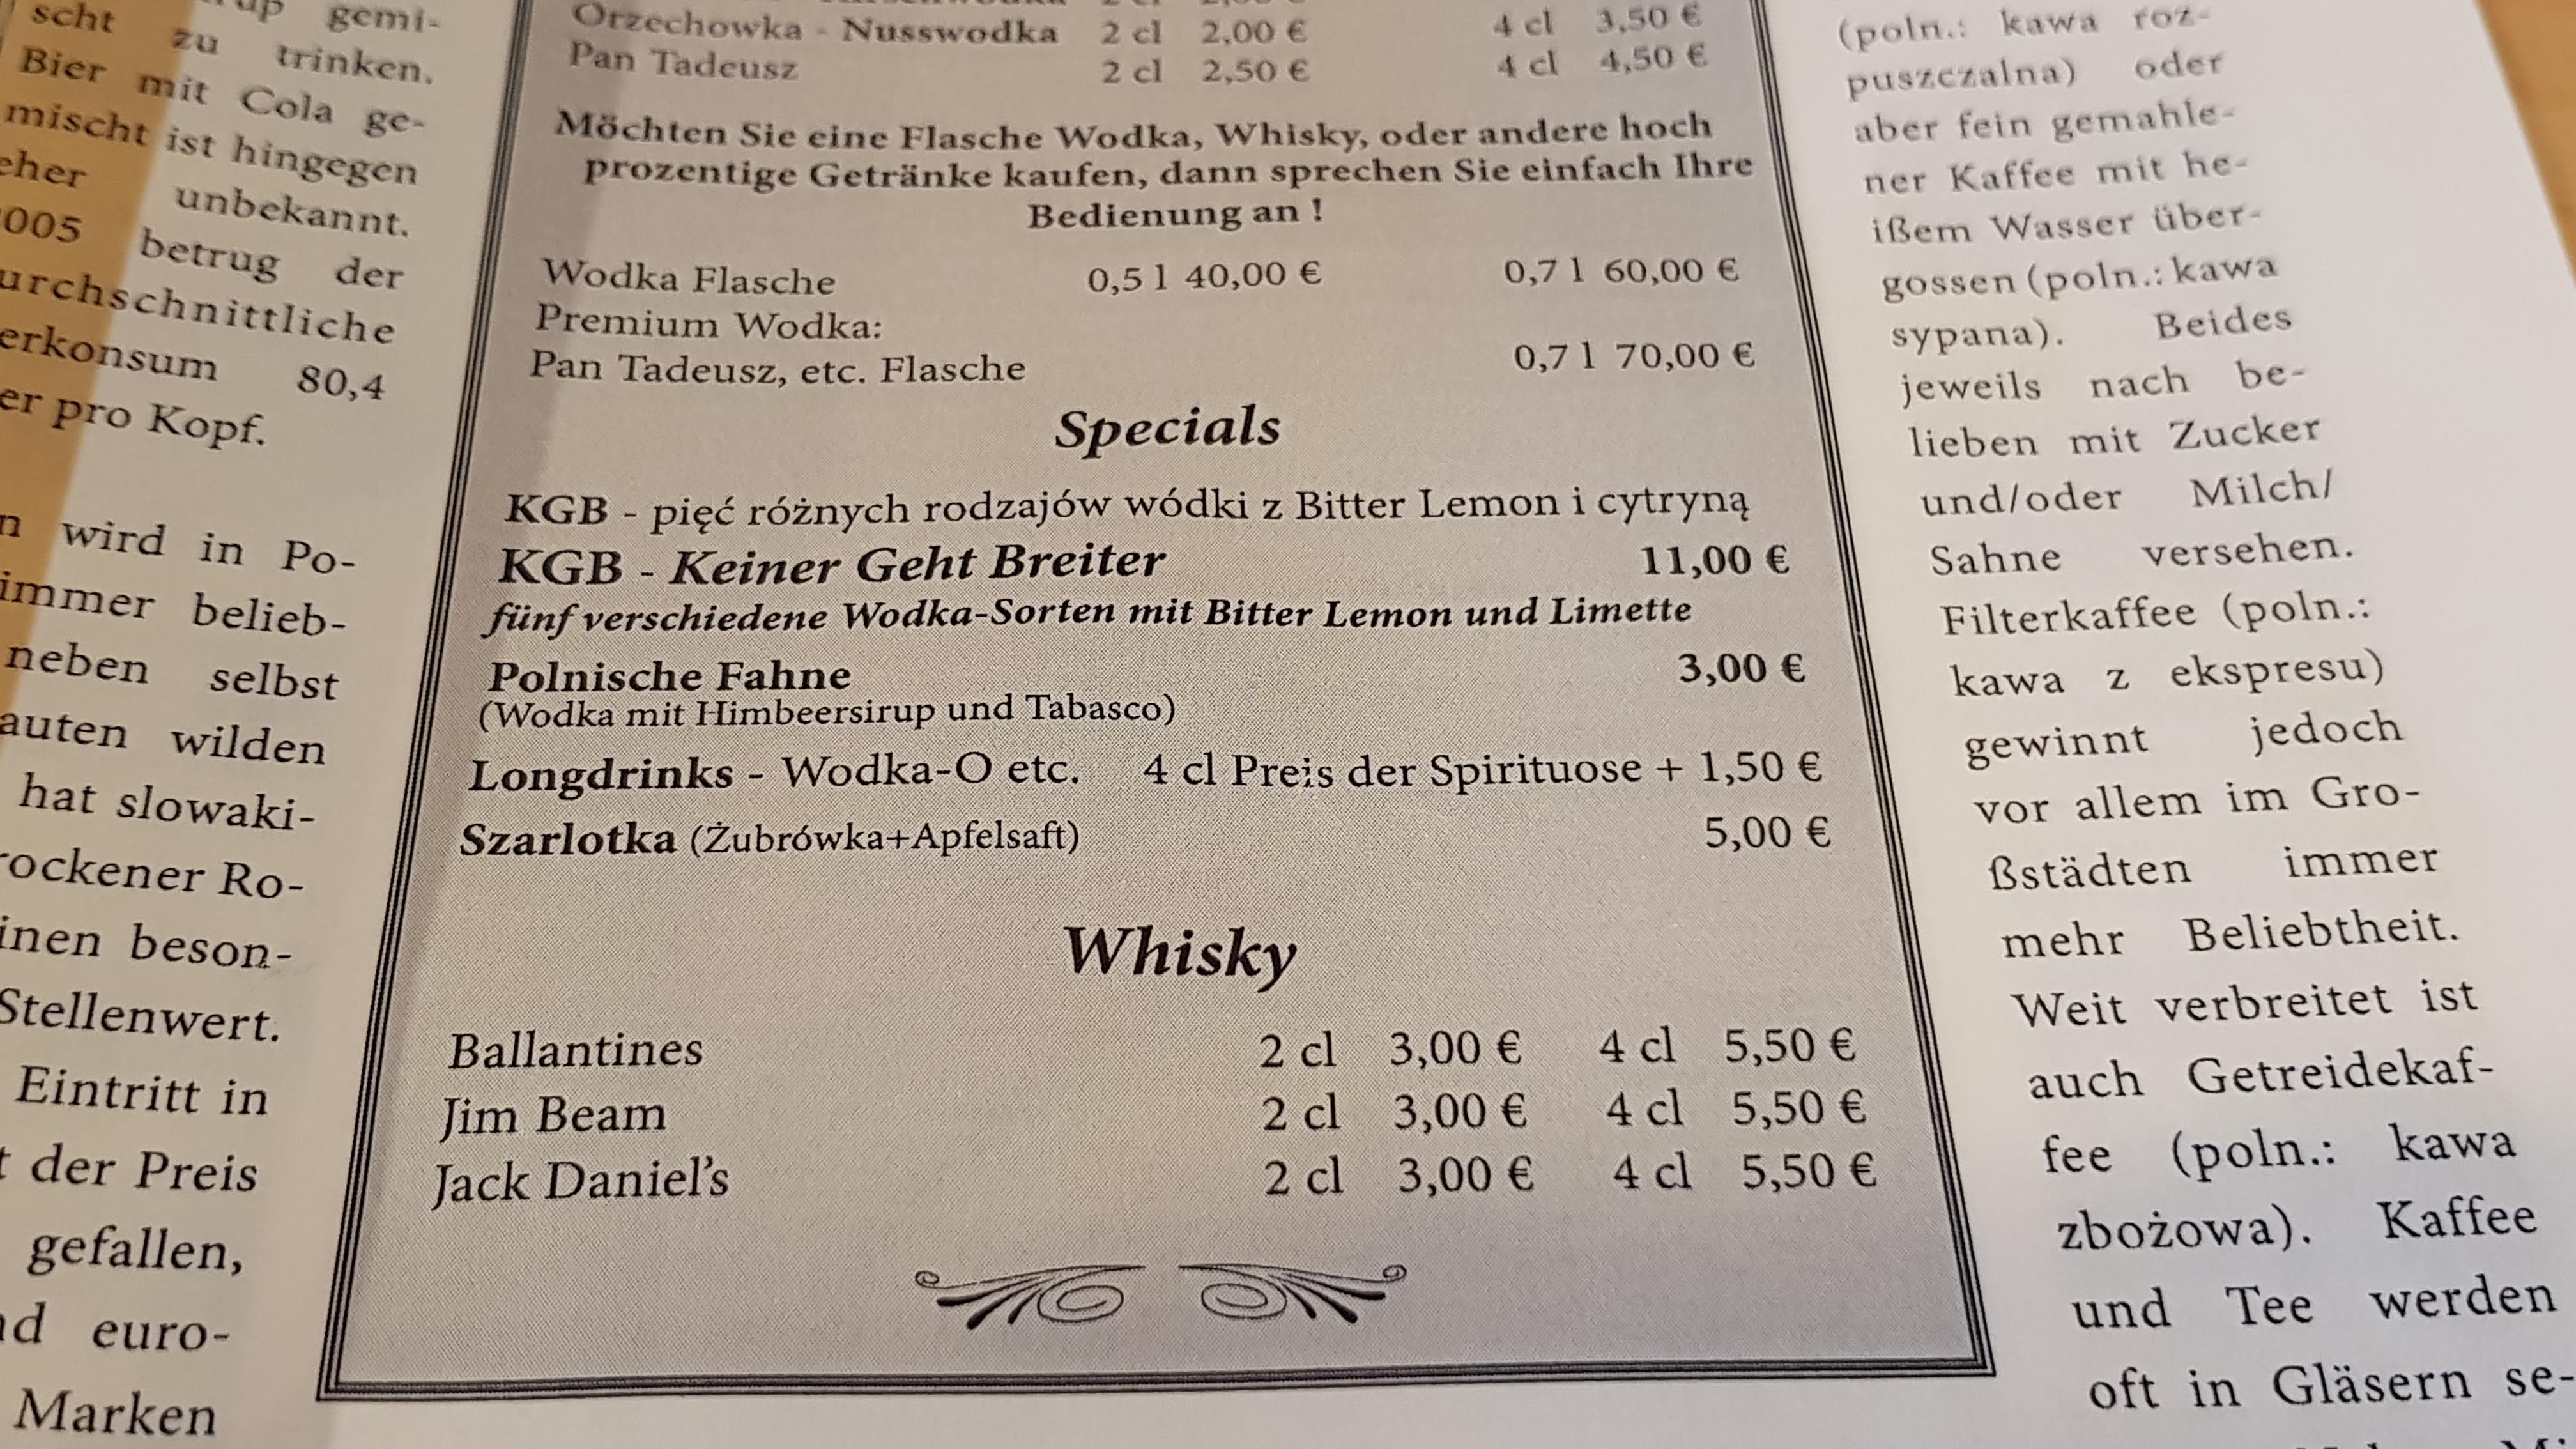 up gemi-
scht zu trinken.
Bier mit Cola ge-
mischt ist hingegen
eher unbekannt.
005 betrug der
urchschnittliche
erkonsum 80,4
er pro Kopf.
n wird in Po-
immer belieb-
neben selbst
auten wilden
hat slowaki-
rockener Ro-
inen beson-
Stellenwert.
Eintritt in
t der Preis
gefallen,
nd euro-
Marken
Orzechowka - Nusswodka 2 cl 2,00 € 4 cl 3,50 €
Pan Tadeusz 2 cl 2,50 € 4 cl 4,50 €
Möchten Sie eine Flasche Wodka, Whisky, oder andere hoch
prozentige Getränke kaufen, dann sprechen Sie einfach Ihre
Bedienung an !
Wodka Flasche 0,5 l 40,00 € 0,7 l 60,00 €
Premium Wodka:
Pan Tadeusz, etc. Flasche 0,7 l 70,00 €
Specials
KGB - pięć różnych rodzajów wódki z Bitter Lemon i cytryną
KGB - Keiner Geht Breiter 11,00 €
fünf verschiedene Wodka-Sorten mit Bitter Lemon und Limette
Polnische Fahne 3,00 €
(Wodka mit Himbeersirup und Tabasco)
Longdrinks - Wodka-O etc. 4 cl Preis der Spirituose + 1,50 €
Szarlotka (Żubrówka+Apfelsaft) 5,00 €
Whisky
Ballantines 2 cl 3,00 € 4 cl 5,50 €
Jim Beam 2 cl 3,00 € 4 cl 5,50 €
Jack Daniel's 2 cl 3,00 € 4 cl 5,50 €
(poln.: kawa roz-
puszczalna) oder
aber fein gemahle-
ner Kaffee mit he-
ißem Wasser über-
gossen (poln.: kawa
sypana). Beides
jeweils nach be-
lieben mit Zucker
und/oder Milch/
Sahne versehen.
Filterkaffee (poln.:
kawa z ekspresu)
gewinnt jedoch
vor allem im Gro-
ßstädten immer
mehr Beliebtheit.
Weit verbreitet ist
auch Getreidekaf-
fee (poln.: kawa
zbożowa). Kaffee
und Tee werden
oft in Gläsern se-